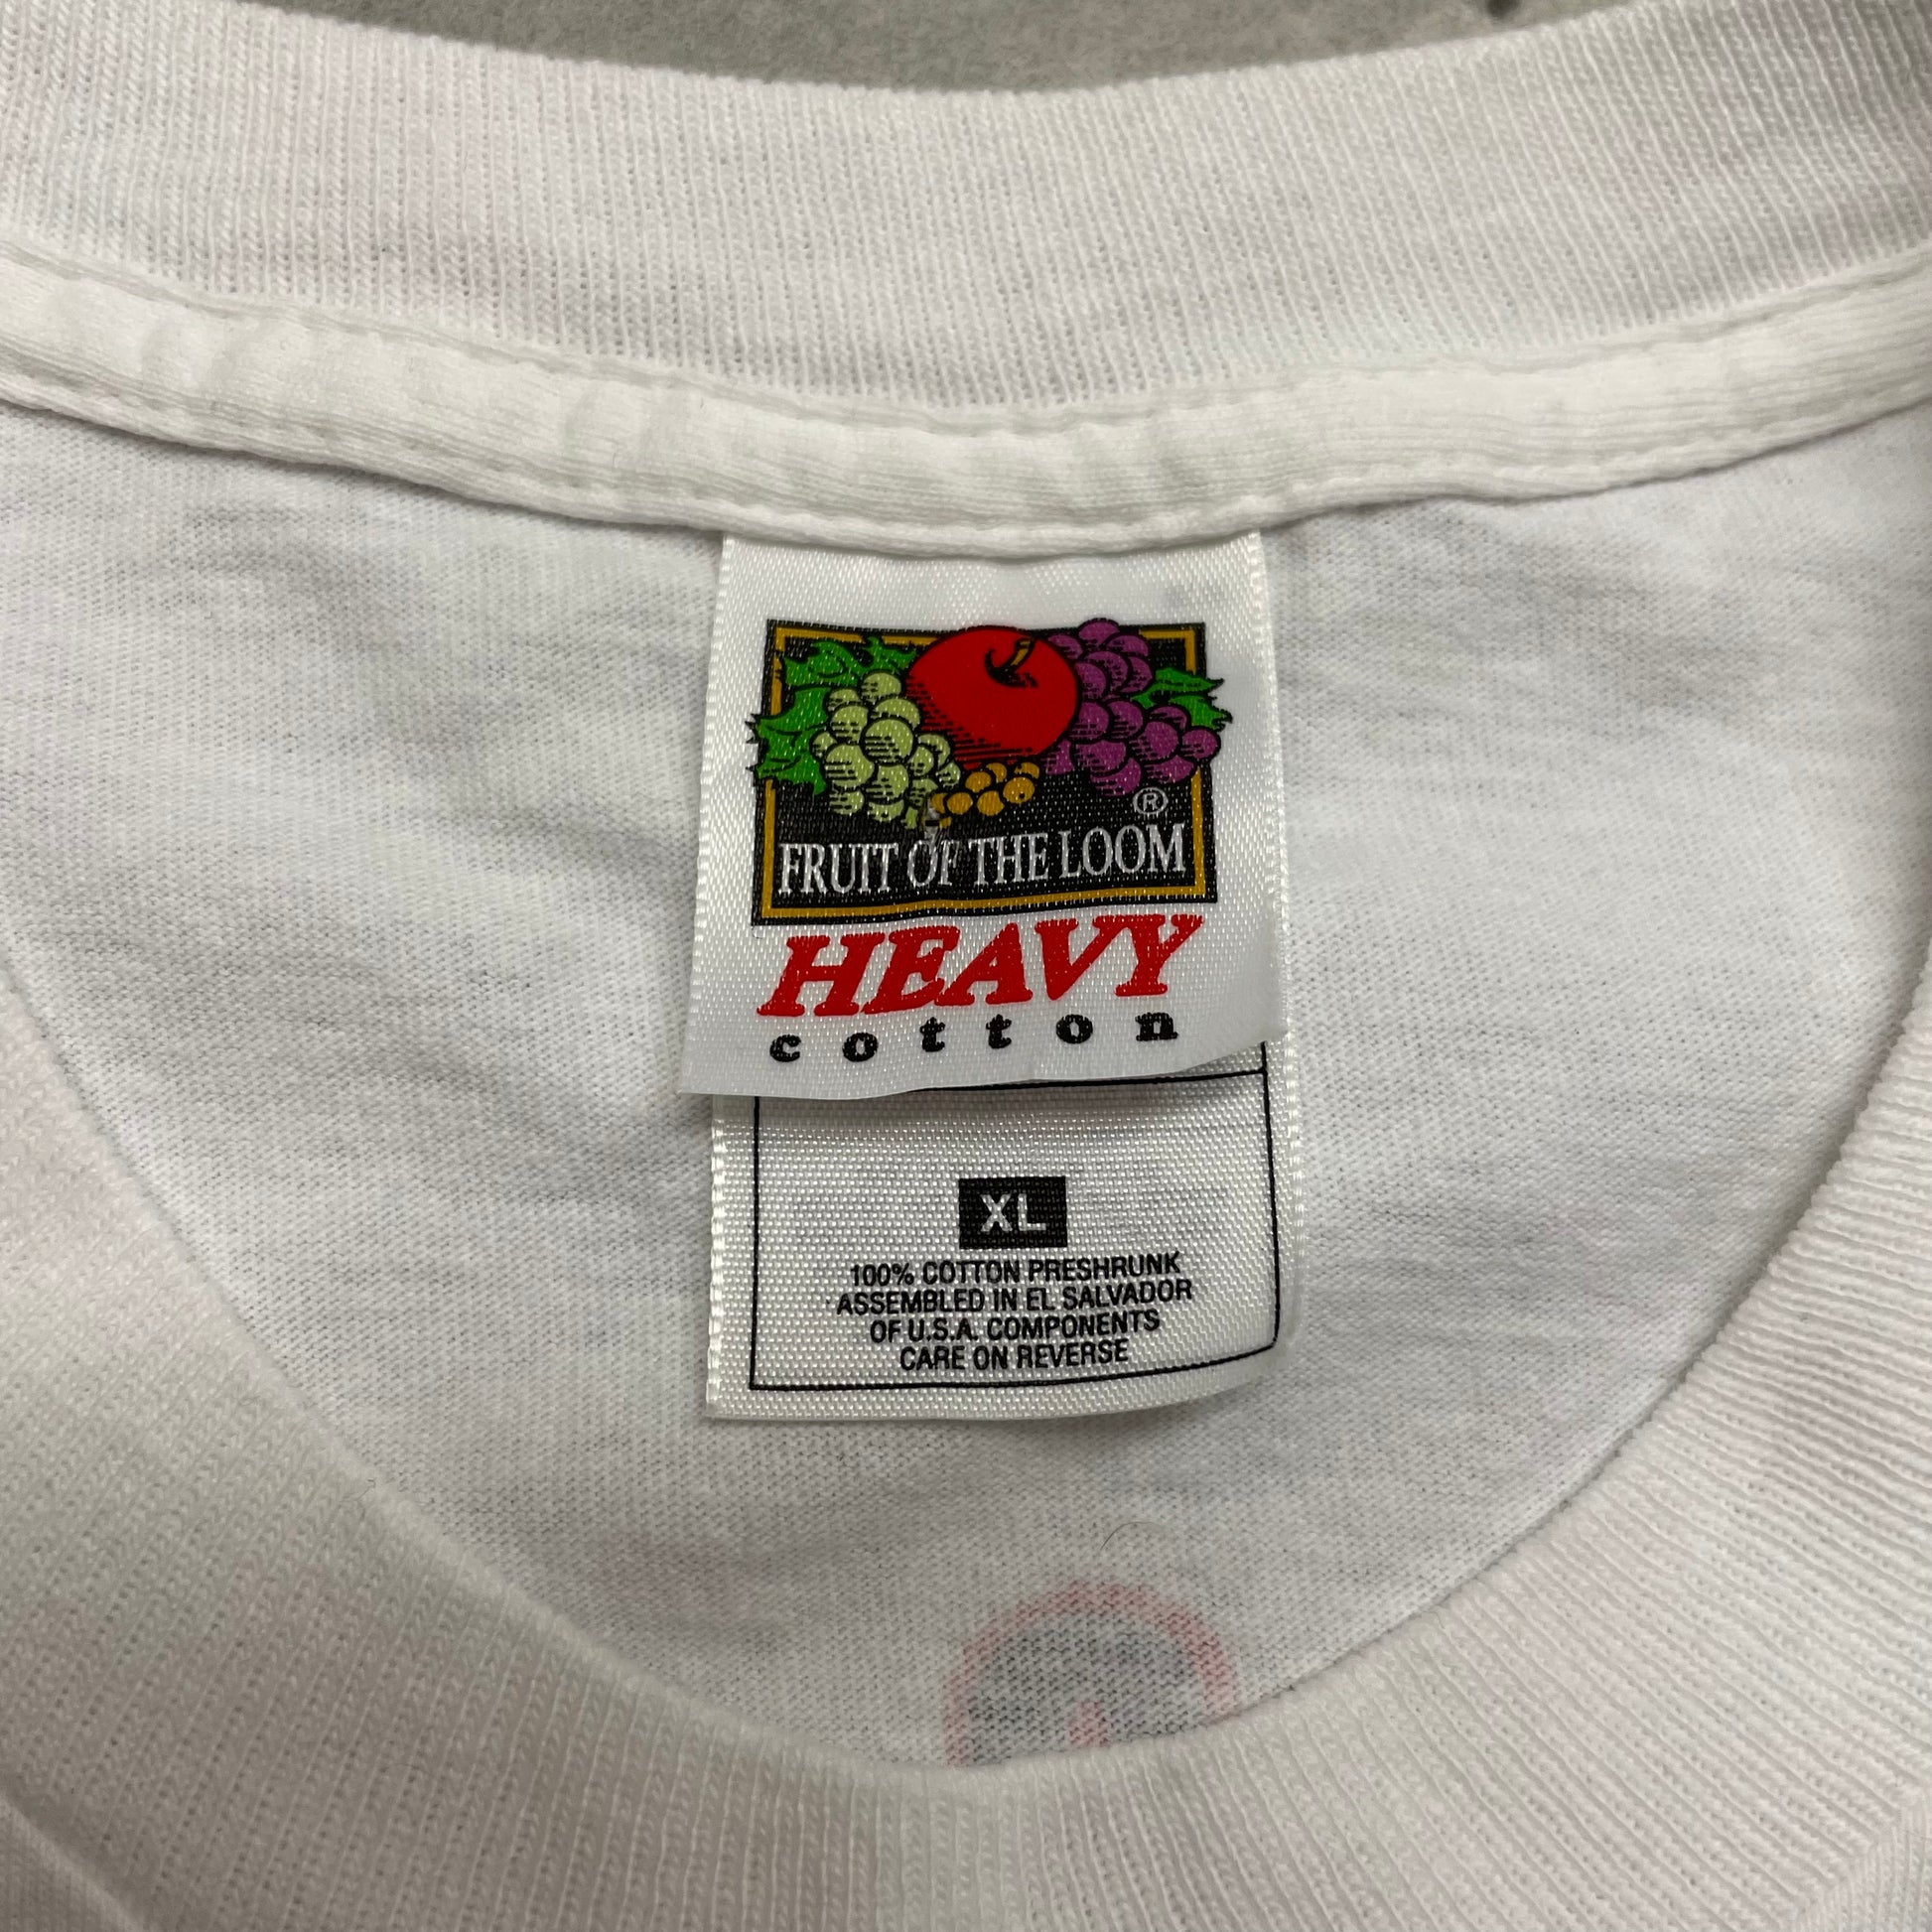 ®
FRUIT OF THE LOOM
HEAVY
cotton
XL
100% COTTON PRESHRUNK
ASSEMBLED IN EL SALVADOR
OF U.S.A. COMPONENTS
CARE ON REVERSE